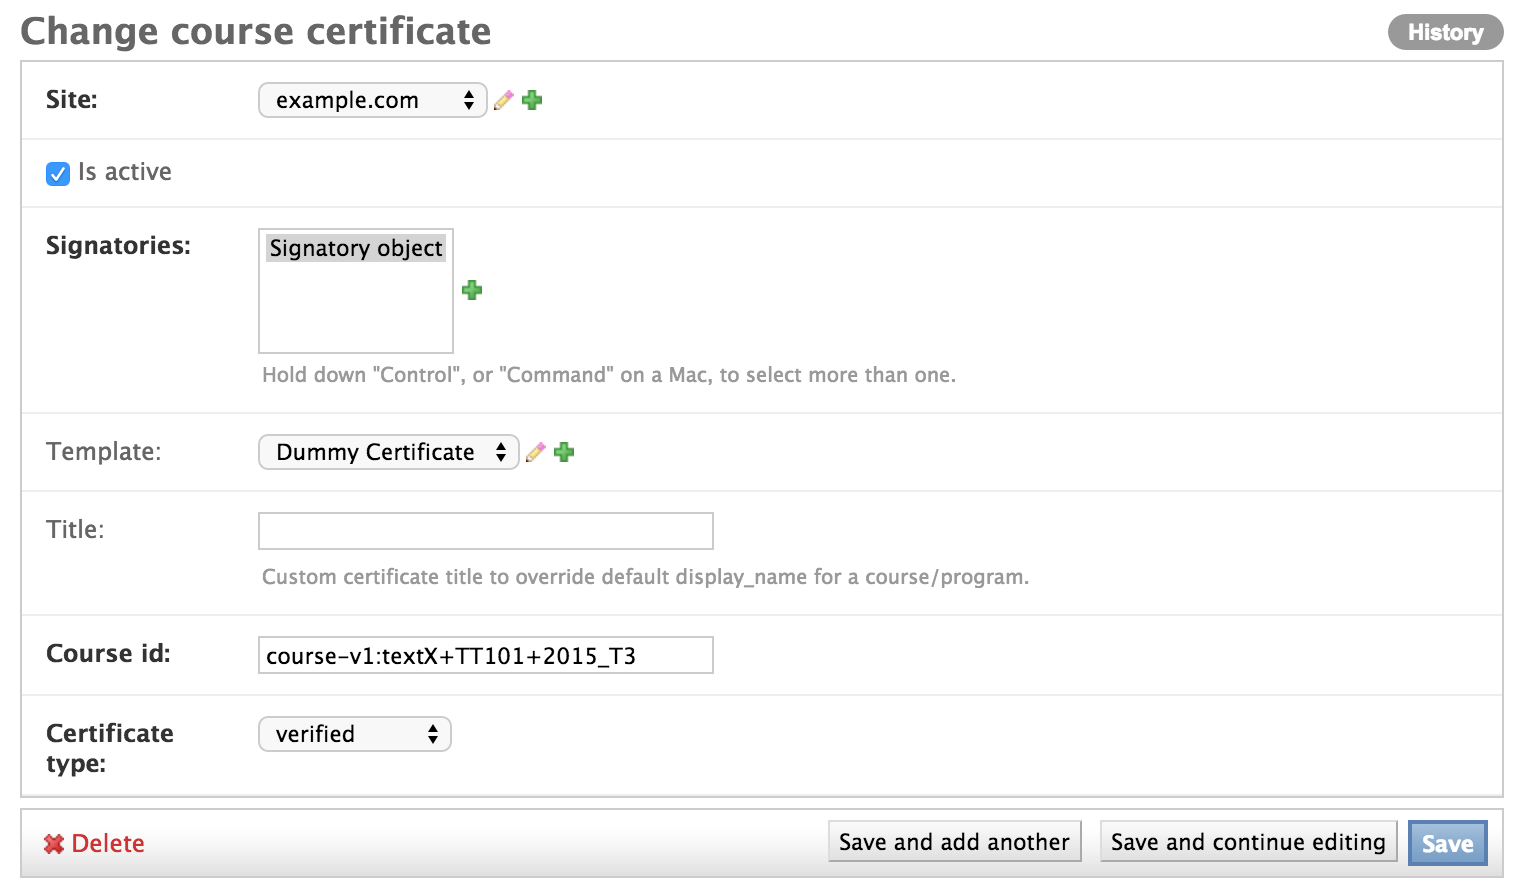 Change course certificate
History
Site:
example.com
Is active
Signatories:
Signatory object
Hold down "Control", or "Command" on a Mac, to select more than one.
Template:
Dummy Certificate
Title:
Custom certificate title to override default display_name for a course/program.
Course id:
course-v1:textX+TT101+2015_T3
Certificate
type:
verified
Delete
Save and add another
Save and continue editing
Save